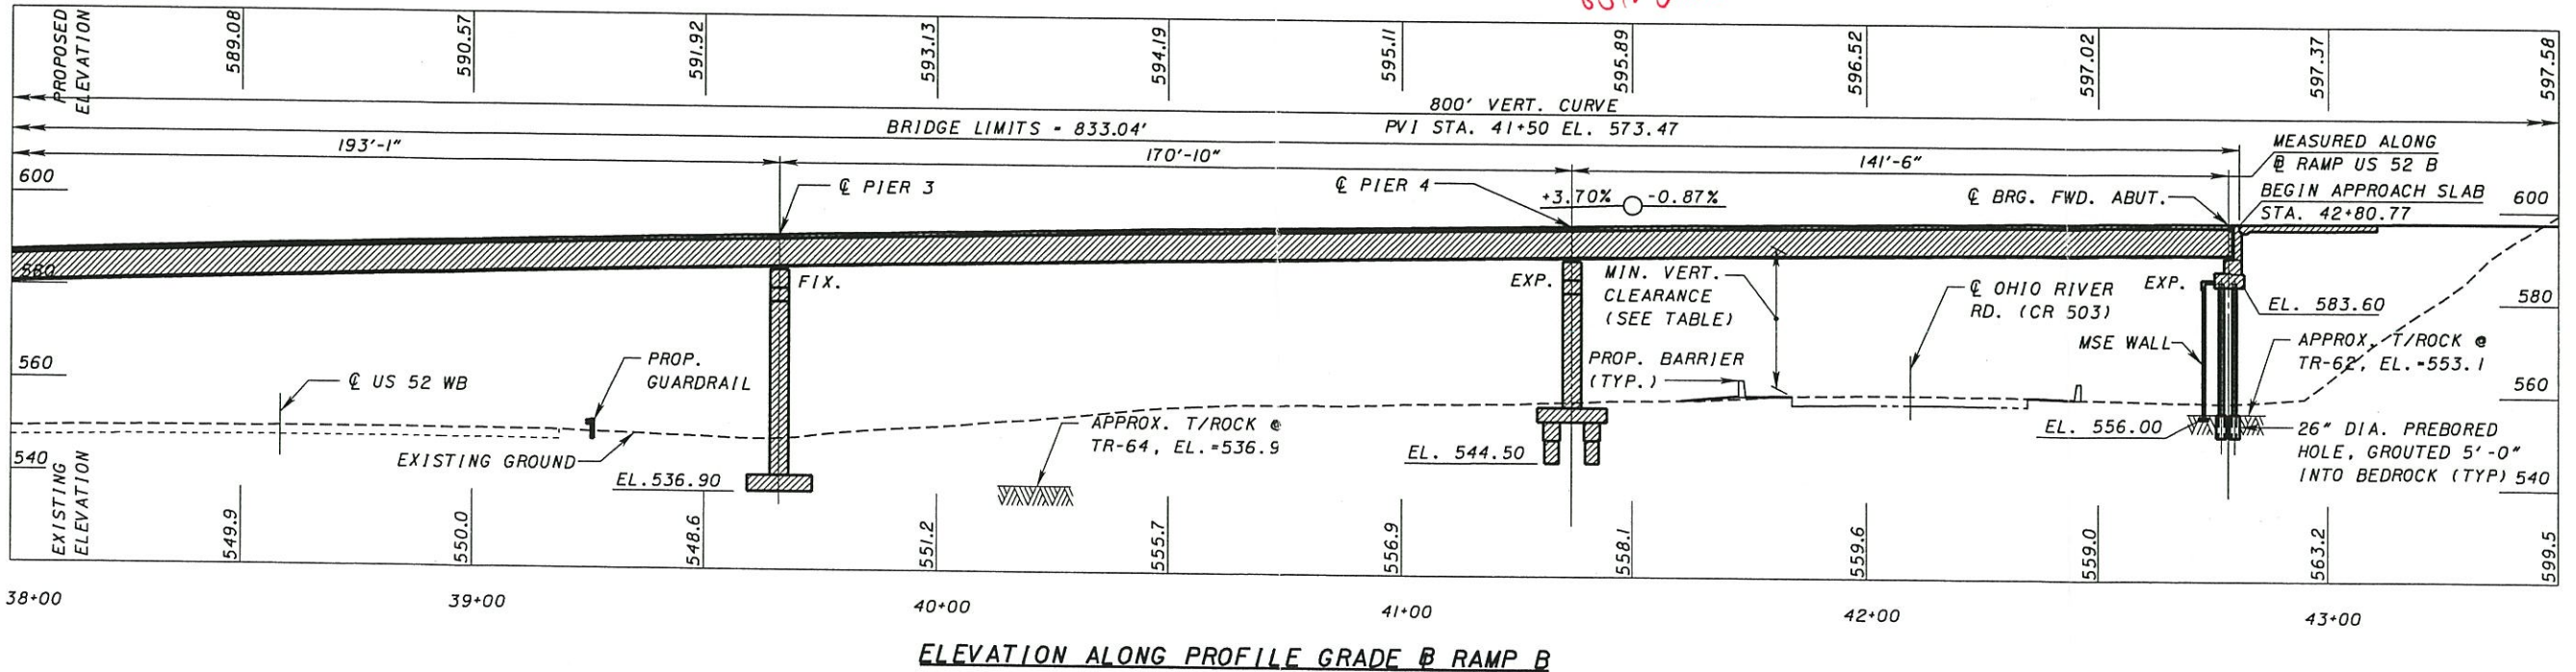 PROPOSED
ELEVATION
589.08
590.57
591.92
593.13
594.19
595.11
595.89
596.52
597.02
597.37
597.58
800' VERT. CURVE
BRIDGE LIMITS = 833.04'
PVI STA. 41+50 EL. 573.47
193'-1"
170'-10"
141'-6"
MEASURED ALONG
℄ RAMP US 52 B
600
℄ PIER 3
℄ PIER 4
+3.70%
-0.87%
℄ BRG. FWD. ABUT.
BEGIN APPROACH SLAB
STA. 42+80.77
600
580
FIX.
EXP.
MIN. VERT.
CLEARANCE
(SEE TABLE)
℄ OHIO RIVER
RD. (CR 503)
EXP.
EL. 583.60
580
MSE WALL
APPROX. T/ROCK @
TR-62, EL.=553.1
560
℄ US 52 WB
PROP.
GUARDRAIL
PROP. BARRIER
(TYP.)
560
EXISTING GROUND
APPROX. T/ROCK @
TR-64, EL.=536.9
EL. 544.50
EL. 556.00
26" DIA. PREBORED
HOLE, GROUTED 5'-0"
INTO BEDROCK (TYP)
540
540
EL.536.90
EXISTING
ELEVATION
549.9
550.0
548.6
551.2
555.7
556.9
558.1
559.6
559.0
563.2
599.5
38+00
39+00
40+00
41+00
42+00
43+00
ELEVATION ALONG PROFILE GRADE ℄ RAMP B